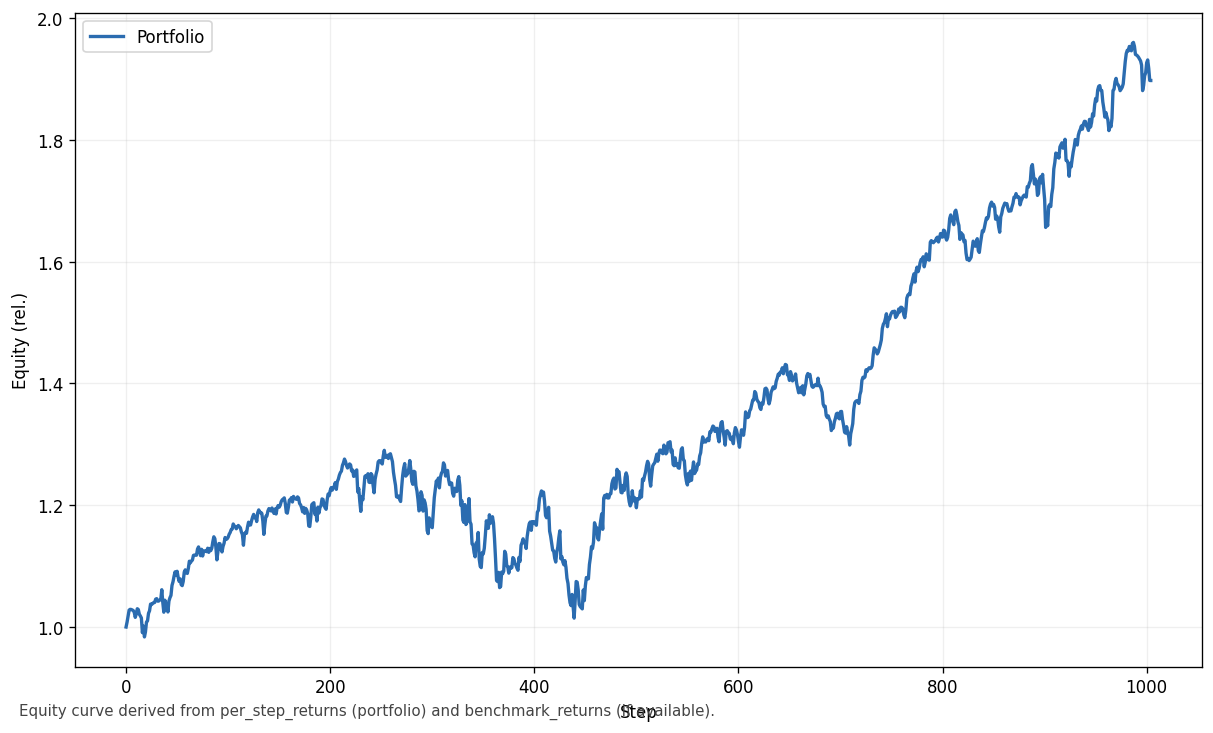 Portfolio
Equity (rel.)
2.0
1.8
1.6
1.4
1.2
1.0
0 200 400 600 800 1000
Step
Equity curve derived from per_step_returns (portfolio) and benchmark_returns (if available).